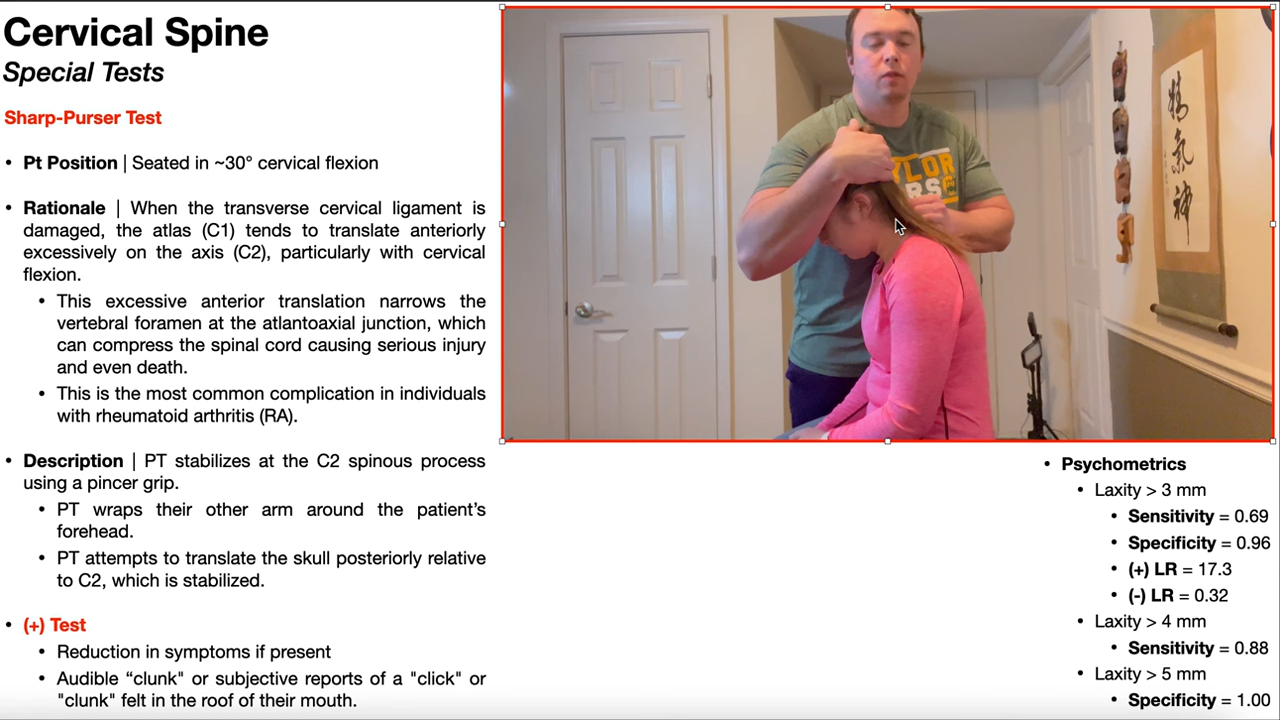 Cervical Spine
Special Tests
Sharp-Purser Test
• Pt Position | Seated in ~30° cervical flexion
• Rationale | When the transverse cervical ligament is
damaged, the atlas (C1) tends to translate anteriorly
excessively on the axis (C2), particularly with cervical
flexion.
• This excessive anterior translation narrows the
vertebral foramen at the atlantoaxial junction, which
can compress the spinal cord causing serious injury
and even death.
• This is the most common complication in individuals
with rheumatoid arthritis (RA).
• Description | PT stabilizes at the C2 spinous process
using a pincer grip.
• PT wraps their other arm around the patient’s
forehead.
• PT attempts to translate the skull posteriorly relative
to C2, which is stabilized.
• (+) Test
• Reduction in symptoms if present
• Audible “clunk" or subjective reports of a "click" or
"clunk" felt in the roof of their mouth.
YLOR
RS
精
氣
神
• Psychometrics
• Laxity > 3 mm
• Sensitivity = 0.69
• Specificity = 0.96
• (+) LR = 17.3
• (-) LR = 0.32
• Laxity > 4 mm
• Sensitivity = 0.88
• Laxity > 5 mm
• Specificity = 1.00